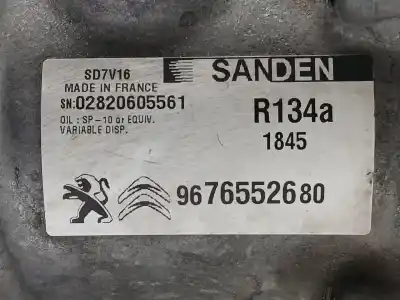 SD7V16
SANDEN
MADE IN FRANCE
SN:02820605561
R134a
OIL : SP-10 or EQUIV.
VARIABLE DISP.
1845
9676552680